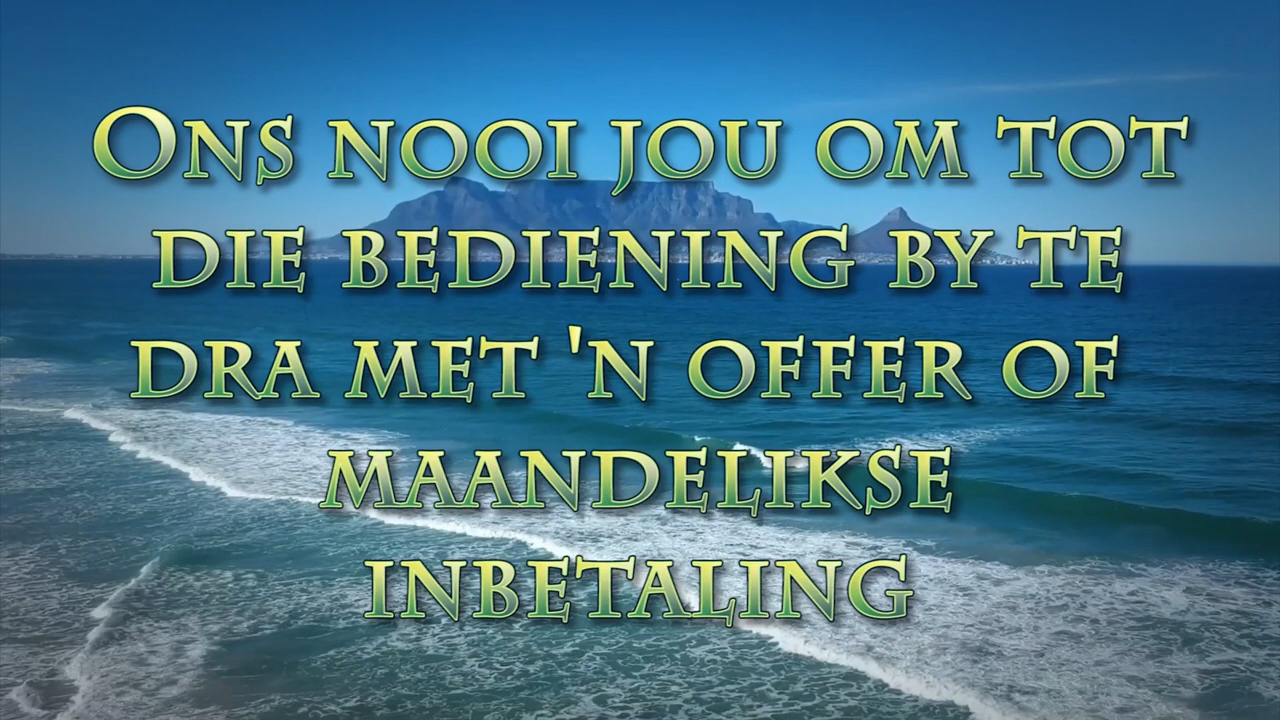 Ons nooi jou om tot
die bediening by te
dra met 'n offer of
maandelikse
inbetaling